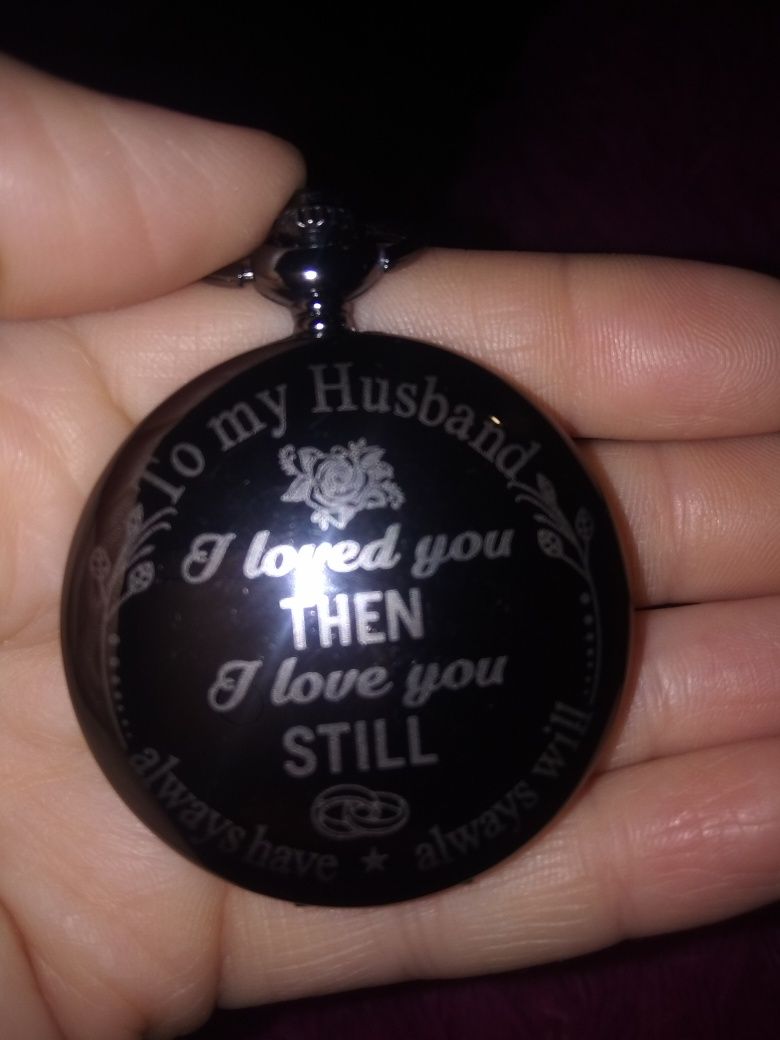 To my Husband
I loved you
THEN
I love you
STILL
always have ★ always will